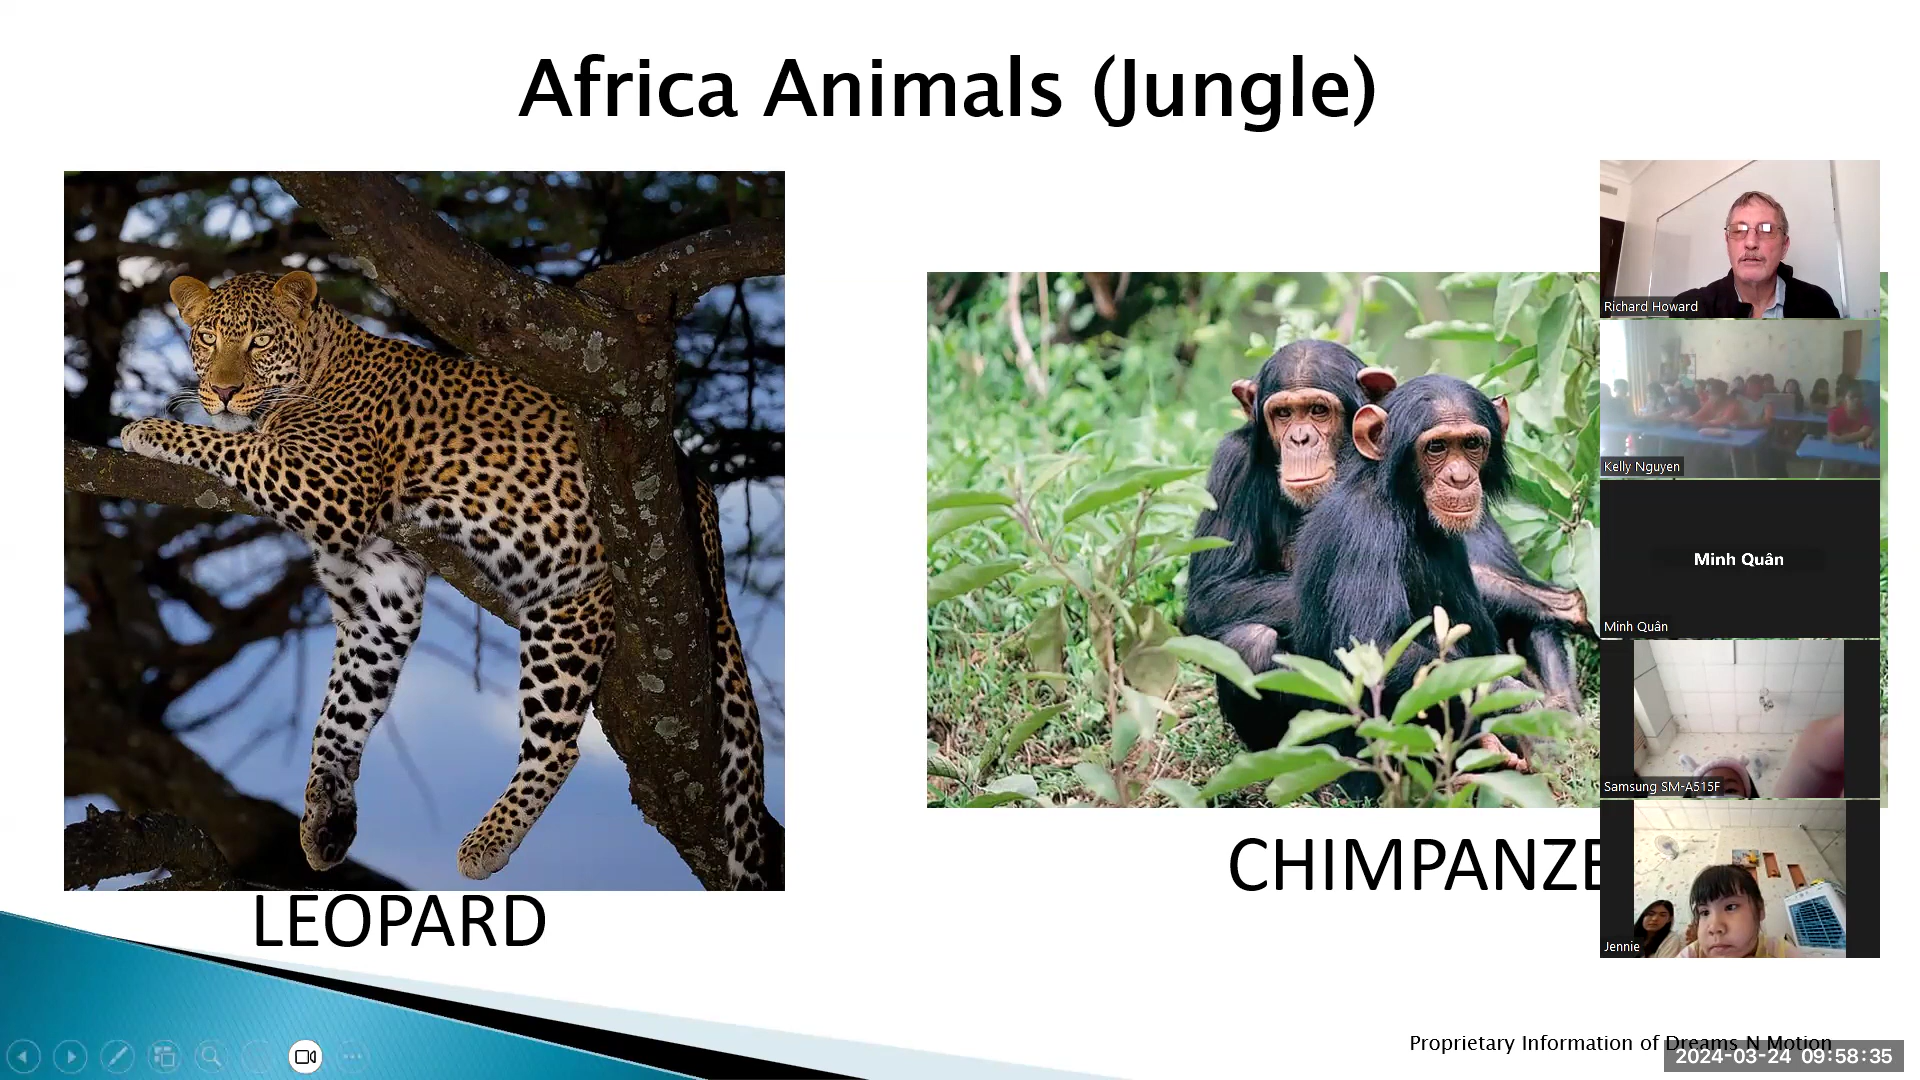 Africa Animals (Jungle)
Richard Howard
Kelly Nguyen
Minh Quân
Minh Quân
Samsung SM-A515F
Jennie
LEOPARD
CHIMPANZE
Proprietary Information of Dreams N Motion
2024-03-24 09:58:35